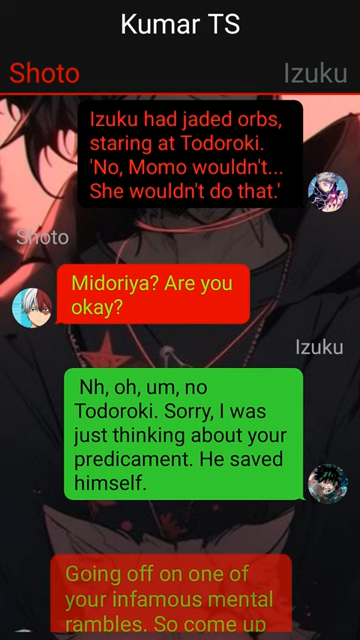 Kumar TS
Shoto
Izuku
Izuku had jaded orbs,
staring at Todoroki.
'No, Momo wouldn't...
She wouldn't do that.'
Shoto
Midoriya? Are you
okay?
Izuku
Nh, oh, um, no
Todoroki. Sorry, I was
just thinking about your
predicament. He saved
himself.
Going off on one of
your infamous mental
rambles. So come up